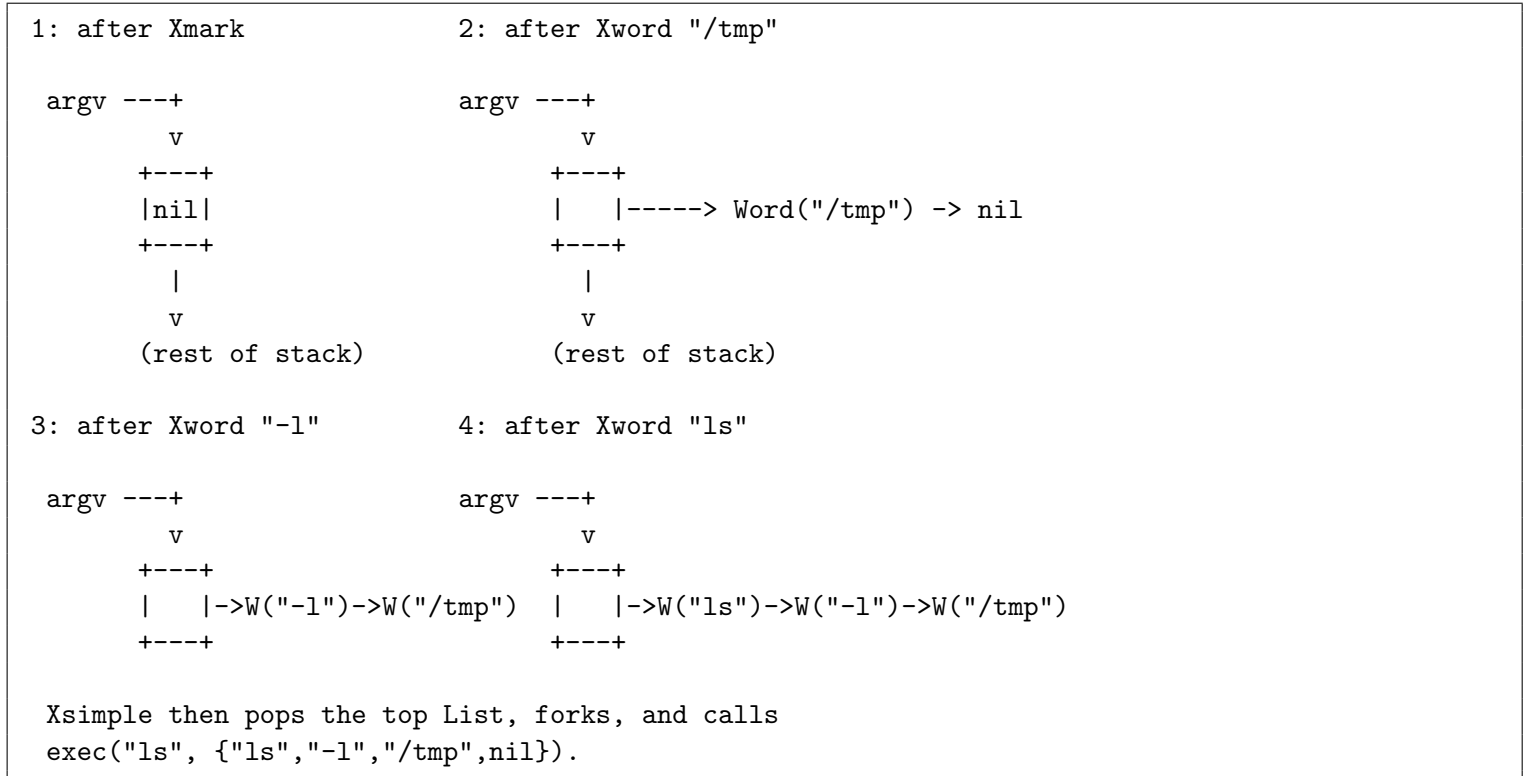 1: after Xmark                 2: after Xword "/tmp"

 argv ---+                     argv ---+
         v                             v
       +---+                         +---+
       |nil|                         |   |-----> Word("/tmp") -> nil
       +---+                         +---+
         |                             |
         v                             v
       (rest of stack)               (rest of stack)

3: after Xword "-l"            4: after Xword "ls"

 argv ---+                     argv ---+
         v                             v
       +---+                         +---+
       |   |->W("-l")->W("/tmp")     |   |->W("ls")->W("-l")->W("/tmp")
       +---+                         +---+

 Xsimple then pops the top List, forks, and calls
 exec("ls", {"ls","-l","/tmp",nil}).